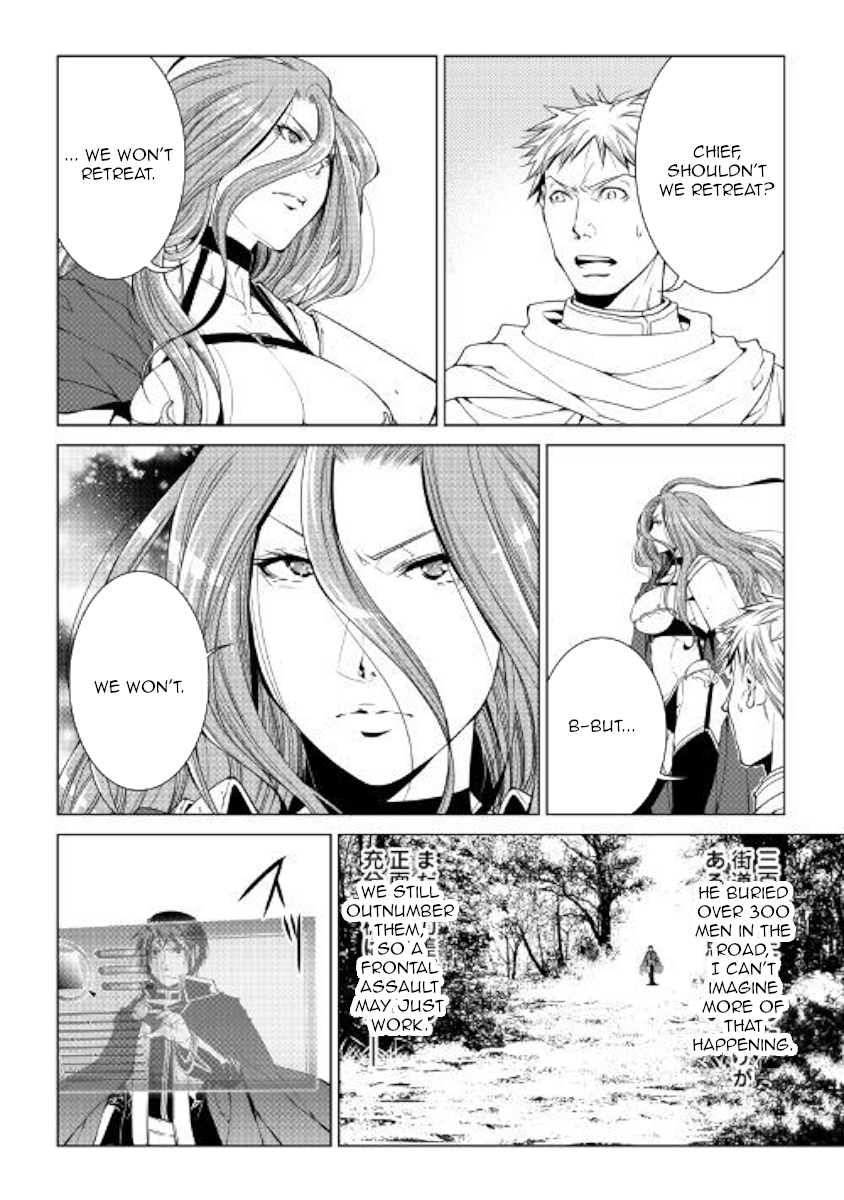 CHIEF,
SHOULDN'T
WE RETREAT?
... WE WON'T
RETREAT.
B-BUT...
WE WON'T.
HE BURIED
OVER 300
MEN IN THE
ROAD,
I CAN'T
IMAGINE
MORE OF
THAT
HAPPENING.
WE STILL
OUTNUMBER
THEM,
SO A
FRONTAL
ASSAULT
MAY JUST
WORK.